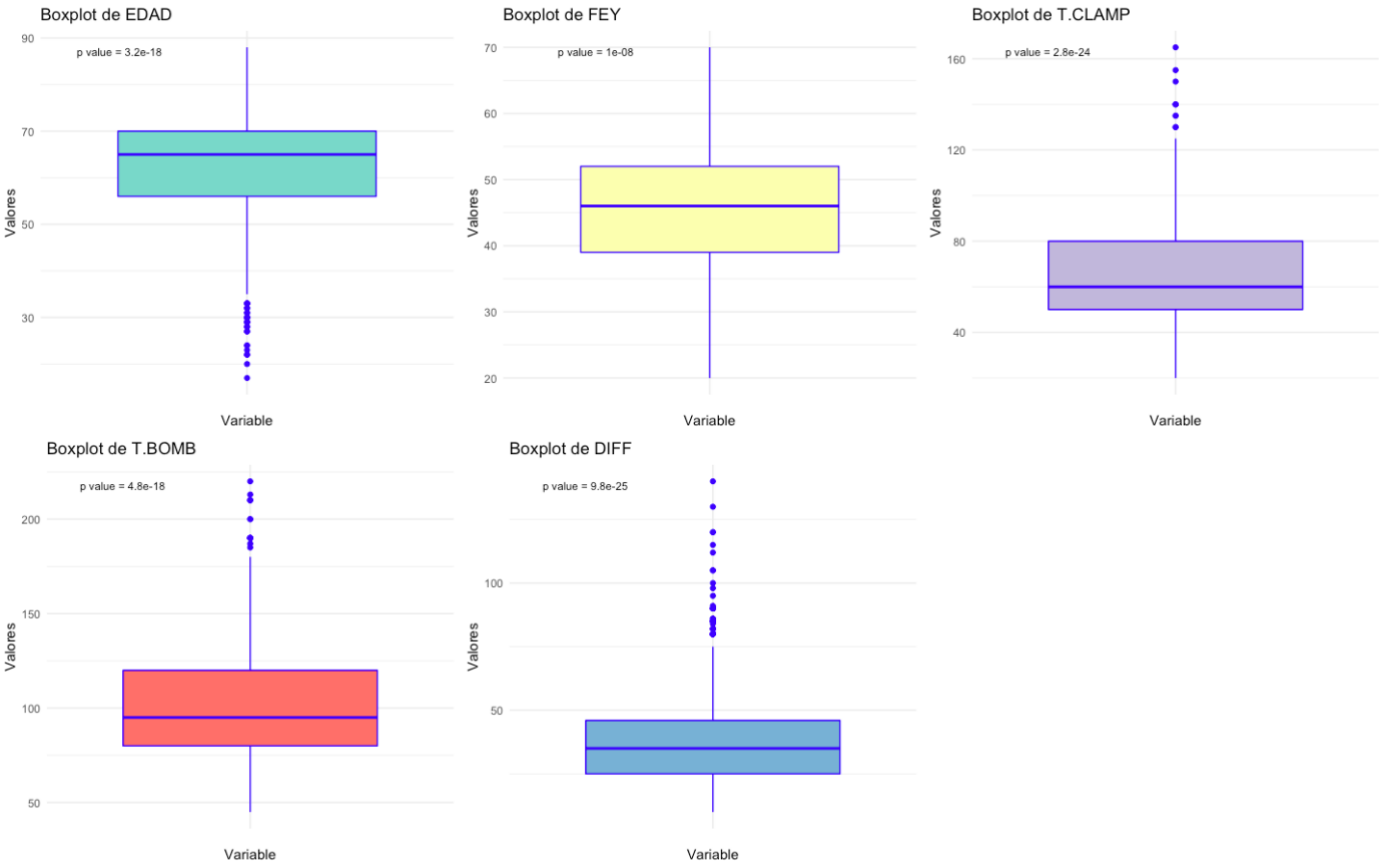 Boxplot de EDAD
p value = 3.2e-18
90
70
50
30
Valores
Variable
Boxplot de FEY
p value = 1e-08
70
60
50
40
30
20
Valores
Variable
Boxplot de T.CLAMP
p value = 2.8e-24
160
120
80
40
Valores
Variable
Boxplot de T.BOMB
p value = 4.8e-18
200
150
100
50
Valores
Variable
Boxplot de DIFF
p value = 9.8e-25
100
50
Valores
Variable